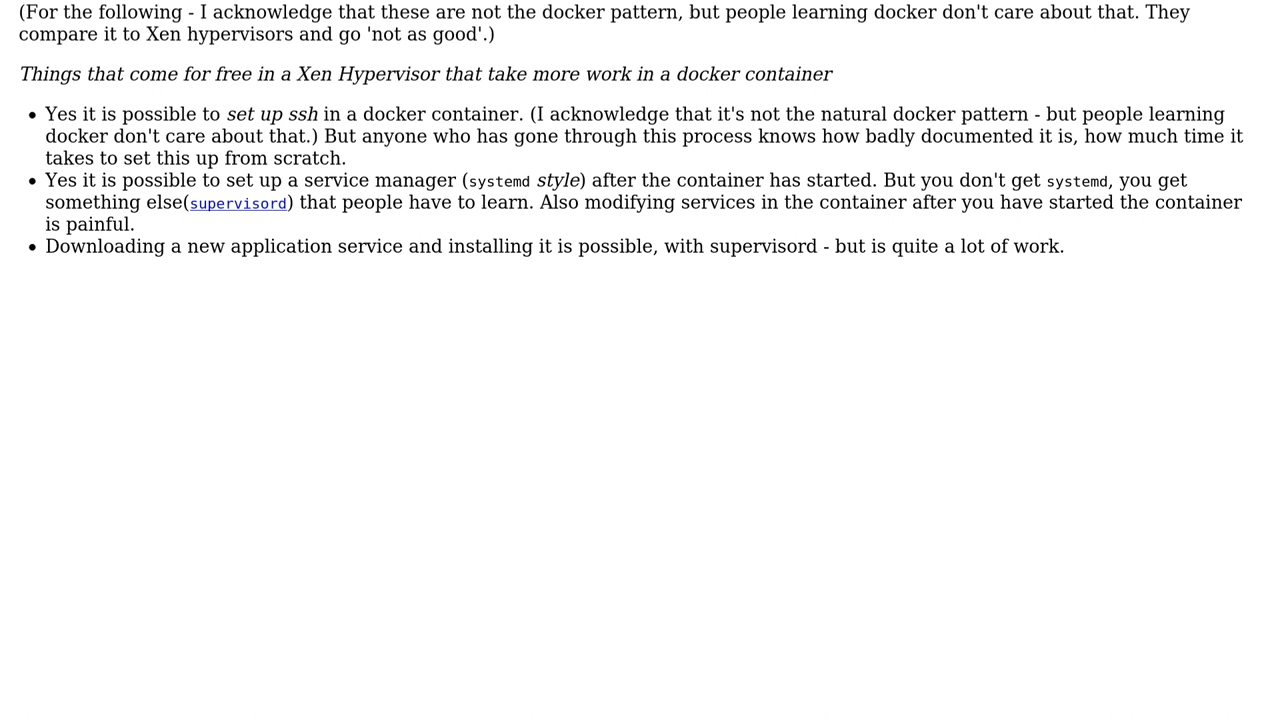 (For the following - I acknowledge that these are not the docker pattern, but people learning docker don't care about that. They
compare it to Xen hypervisors and go 'not as good'.)
Things that come for free in a Xen Hypervisor that take more work in a docker container
• Yes it is possible to set up ssh in a docker container. (I acknowledge that it's not the natural docker pattern - but people learning
docker don't care about that.) But anyone who has gone through this process knows how badly documented it is, how much time it
takes to set this up from scratch.
• Yes it is possible to set up a service manager (systemd style) after the container has started. But you don't get systemd, you get
something else(supervisord) that people have to learn. Also modifying services in the container after you have started the container
is painful.
• Downloading a new application service and installing it is possible, with supervisord - but is quite a lot of work.